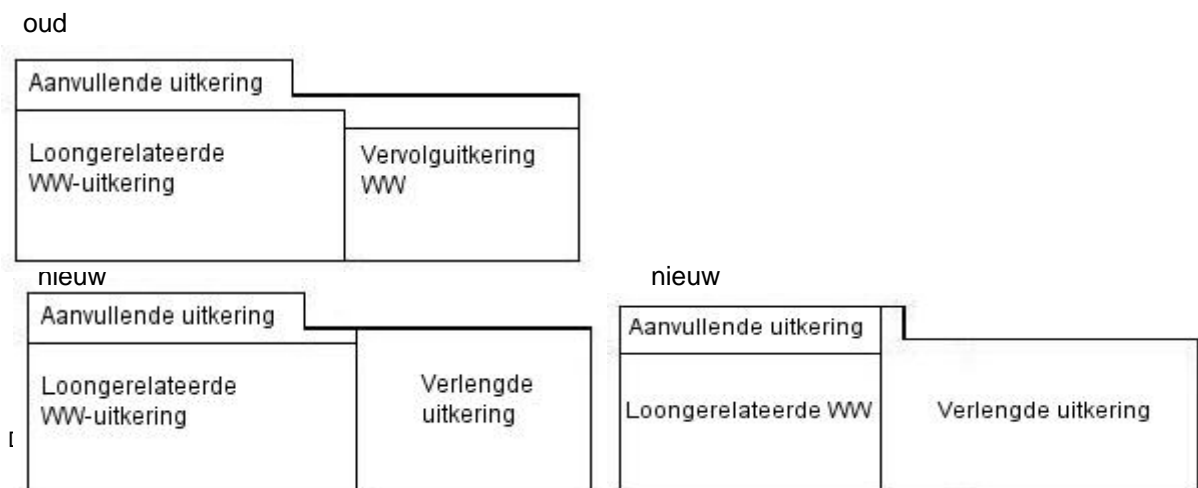 oud
Aanvullende uitkering
Loongerelateerde
WW-uitkering
Vervolguitkering
WW
nieuw
Aanvullende uitkering
Loongerelateerde
WW-uitkering
Verlengde
uitkering
nieuw
Aanvullende uitkering
Loongerelateerde WW
Verlengde uitkering